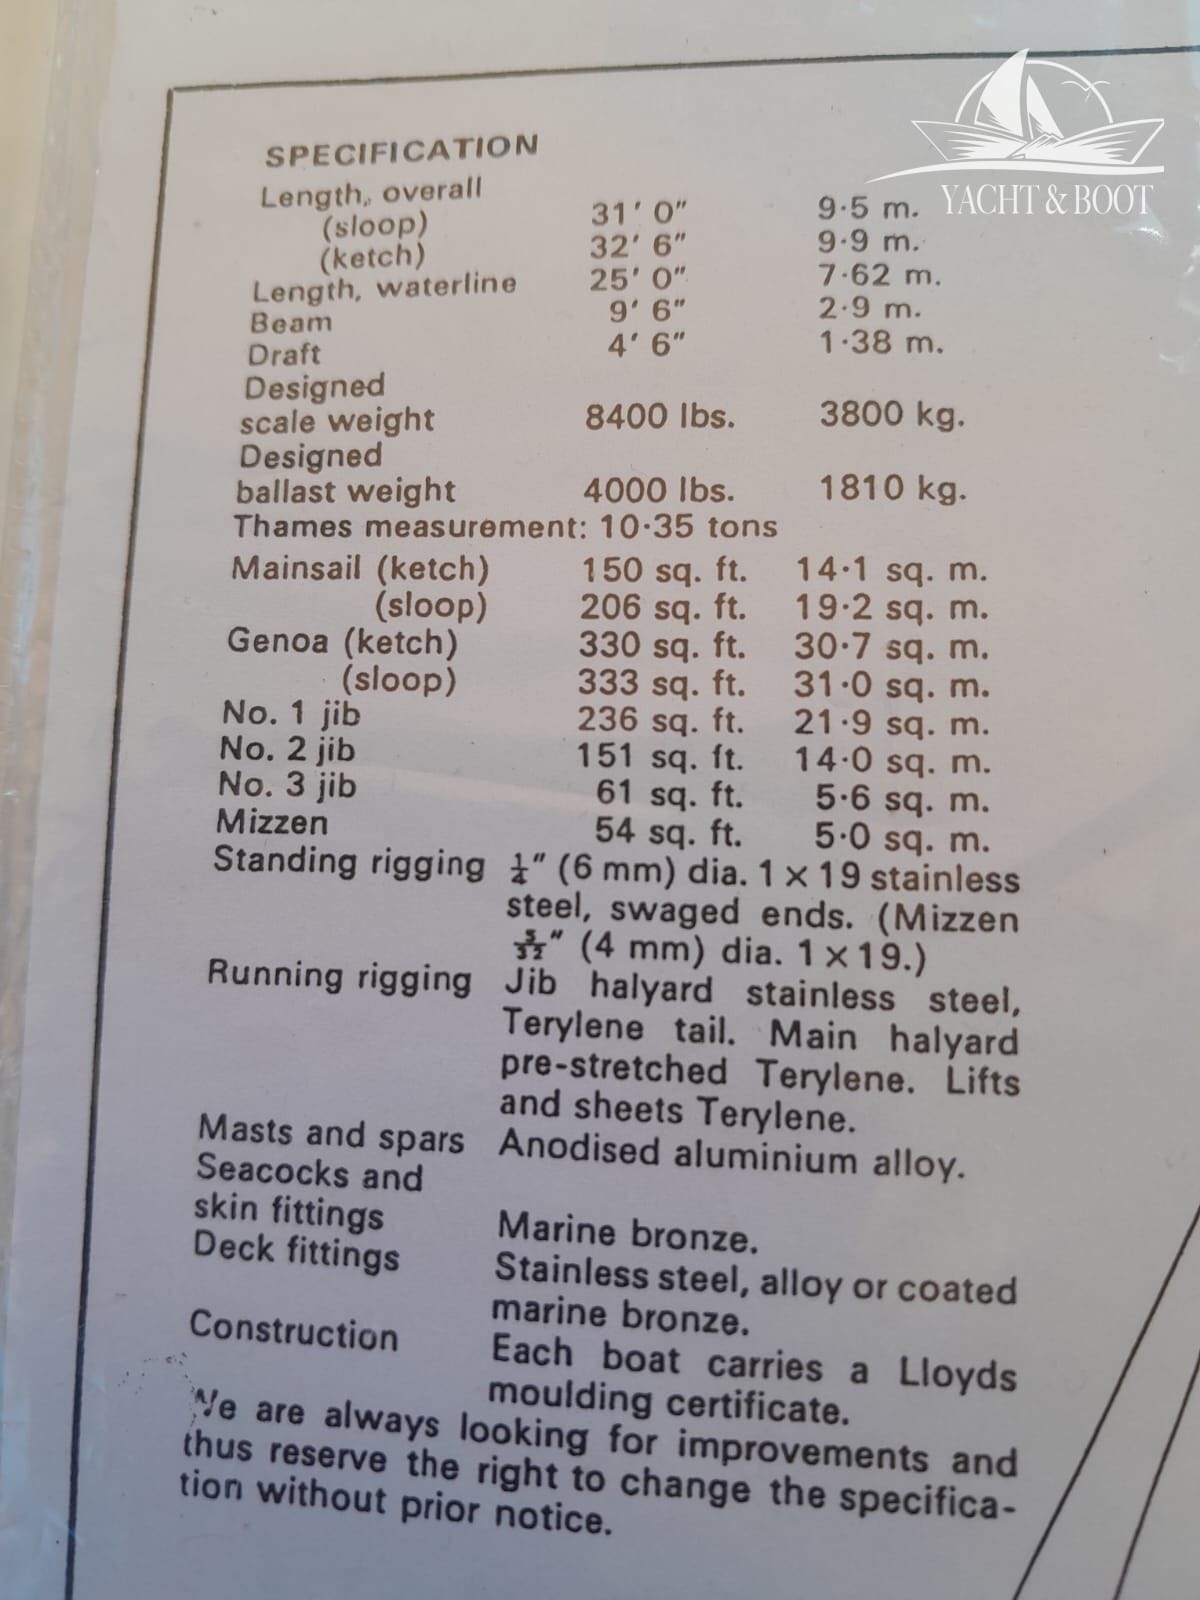 YACHT & BOOT
SPECIFICATION
Length, overall
(sloop) 31' 0" 9·5 m.
(ketch) 32' 6" 9·9 m.
Length, waterline 25' 0" 7·62 m.
Beam 9' 6" 2·9 m.
Draft 4' 6" 1·38 m.
Designed
scale weight 8400 lbs. 3800 kg.
Designed
ballast weight 4000 lbs. 1810 kg.
Thames measurement: 10·35 tons
Mainsail (ketch) 150 sq. ft. 14·1 sq. m.
(sloop) 206 sq. ft. 19·2 sq. m.
Genoa (ketch) 330 sq. ft. 30·7 sq. m.
(sloop) 333 sq. ft. 31·0 sq. m.
No. 1 jib 236 sq. ft. 21·9 sq. m.
No. 2 jib 151 sq. ft. 14·0 sq. m.
No. 3 jib 61 sq. ft. 5·6 sq. m.
Mizzen 54 sq. ft. 5·0 sq. m.
Standing rigging ¼" (6 mm) dia. 1 × 19 stainless
steel, swaged ends. (Mizzen
5/32" (4 mm) dia. 1 × 19.)
Running rigging Jib halyard stainless steel,
Terylene tail. Main halyard
pre-stretched Terylene. Lifts
and sheets Terylene.
Masts and spars Anodised aluminium alloy.
Seacocks and
skin fittings Marine bronze.
Deck fittings Stainless steel, alloy or coated
marine bronze.
Construction Each boat carries a Lloyds
moulding certificate.
We are always looking for improvements and
thus reserve the right to change the specifica-
tion without prior notice.